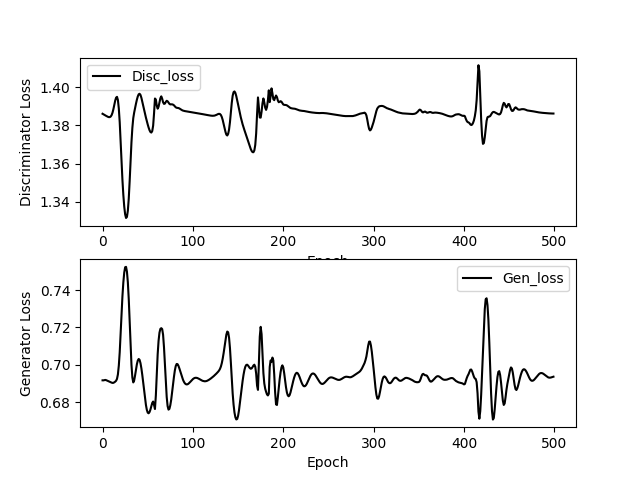 Disc_loss
Discriminator Loss
1.40
1.38
1.36
1.34
0 100 200 300 400 500
Epoch
Gen_loss
Generator Loss
0.74
0.72
0.70
0.68
0 100 200 300 400 500
Epoch